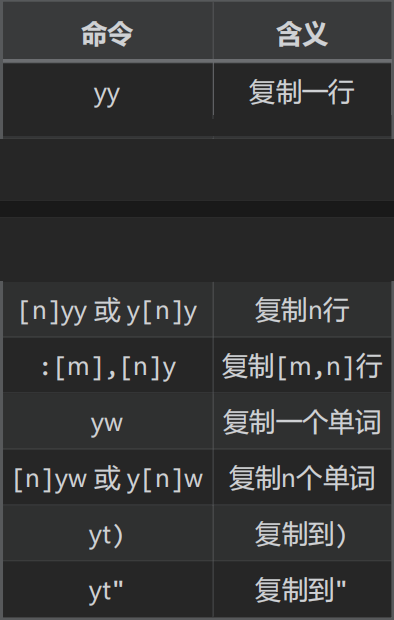 命令 含义
yy 复制一行
[n]yy 或 y[n]y 复制n行
:[m],[n]y 复制[m,n]行
yw 复制一个单词
[n]yw 或 y[n]w 复制n个单词
yt) 复制到)
yt" 复制到"